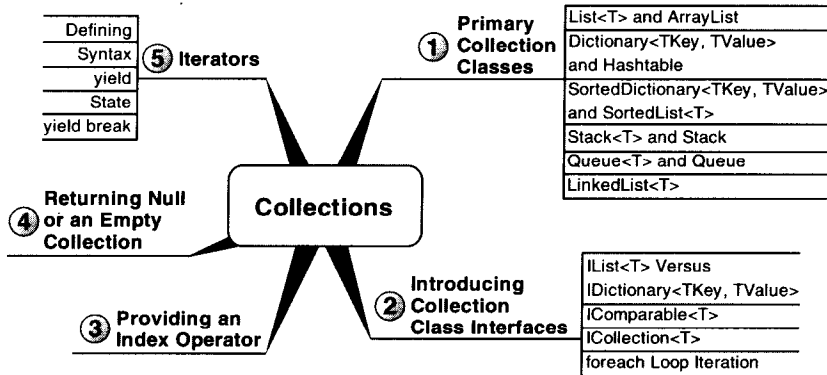 Collections
1
Primary
Collection
Classes
List<T> and ArrayList
Dictionary<TKey, TValue>
and Hashtable
SortedDictionary<TKey, TValue>
and SortedList<T>
Stack<T> and Stack
Queue<T> and Queue
LinkedList<T>
2
Introducing
Collection
Class Interfaces
IList<T> Versus
IDictionary<TKey, TValue>
IComparable<T>
ICollection<T>
foreach Loop Iteration
3
Providing an
Index Operator
4
Returning Null
or an Empty
Collection
5
Iterators
Defining
Syntax
yield
State
yield break